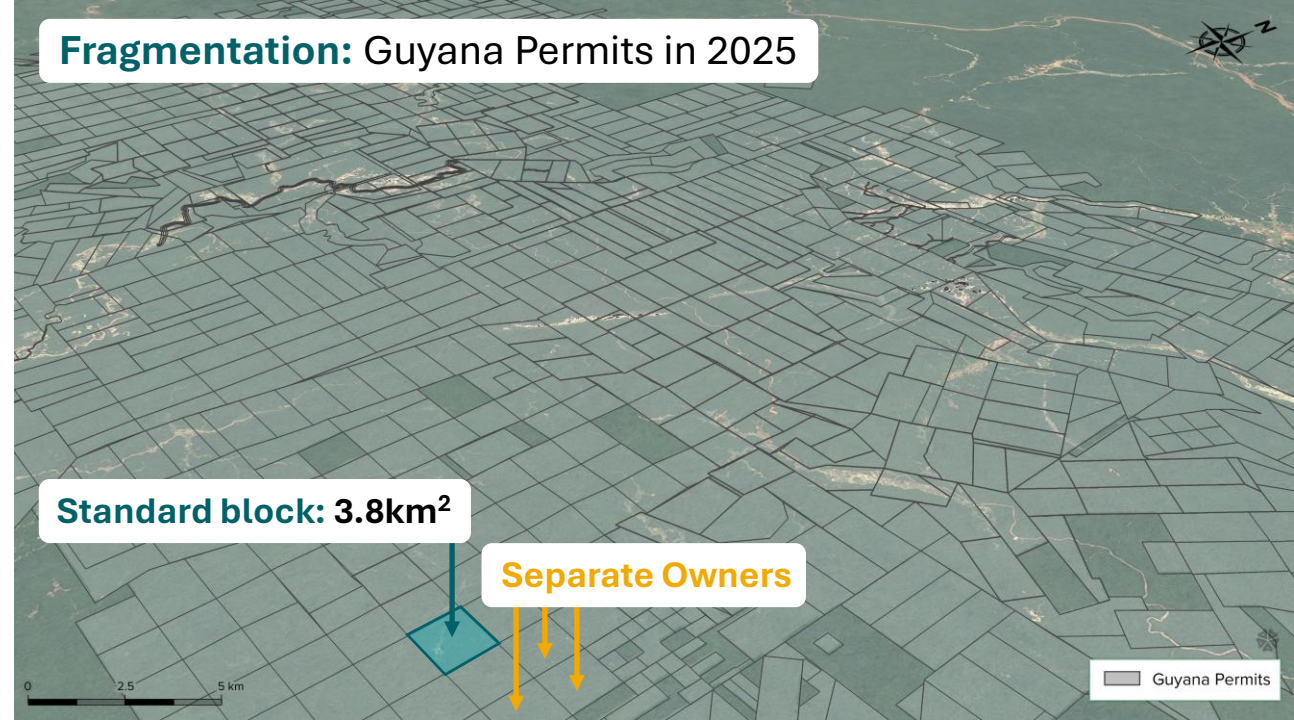 Fragmentation: Guyana Permits in 2025
N
Standard block: 3.8km²
Separate Owners
0 2.5 5 km
Guyana Permits